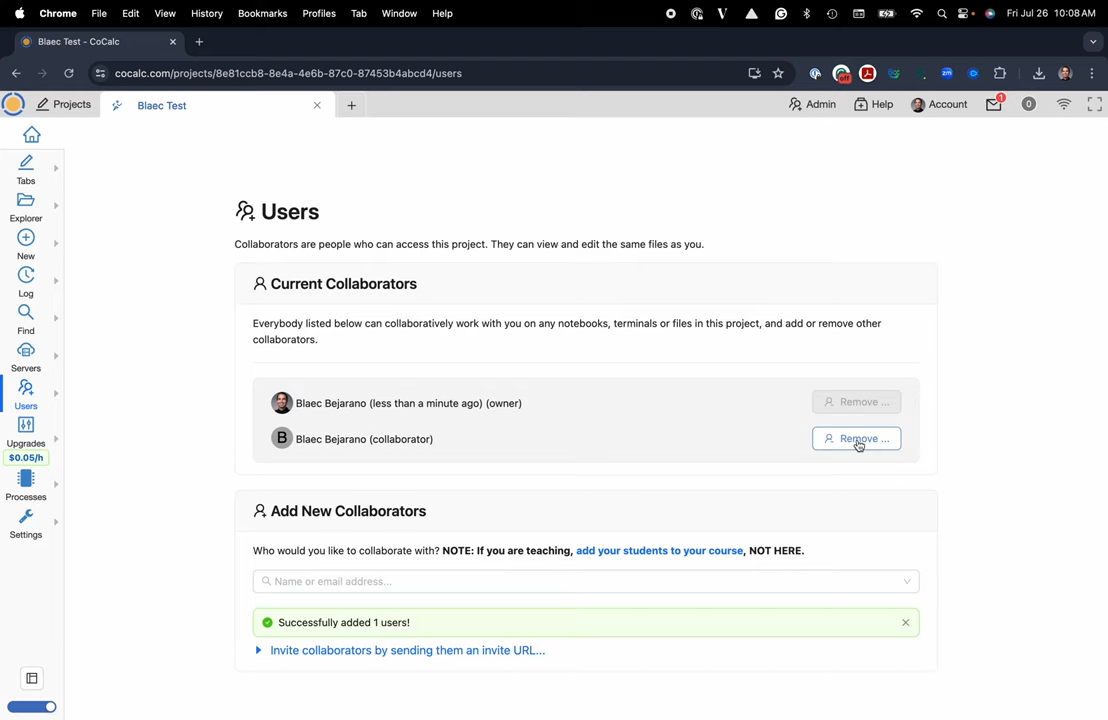 Chrome File Edit View History Bookmarks Profiles Tab Window Help Fri Jul 26 10:08 AM
Blaec Test - CoCalc
cocalc.com/projects/8e81ccb8-8e4a-4e6b-87c0-87453b4abcd4/users
off zm
Projects Blaec Test Admin Help Account 1 0
Tabs
Explorer
New
Log
Find
Servers
Users
Upgrades
$0.05/h
Processes
Settings
Users
Collaborators are people who can access this project. They can view and edit the same files as you.
Current Collaborators
Everybody listed below can collaboratively work with you on any notebooks, terminals or files in this project, and add or remove other
collaborators.
Blaec Bejarano (less than a minute ago) (owner) Remove ...
B Blaec Bejarano (collaborator) Remove ...
Add New Collaborators
Who would you like to collaborate with? NOTE: If you are teaching, add your students to your course, NOT HERE.
Name or email address...
Successfully added 1 users!
Invite collaborators by sending them an invite URL...